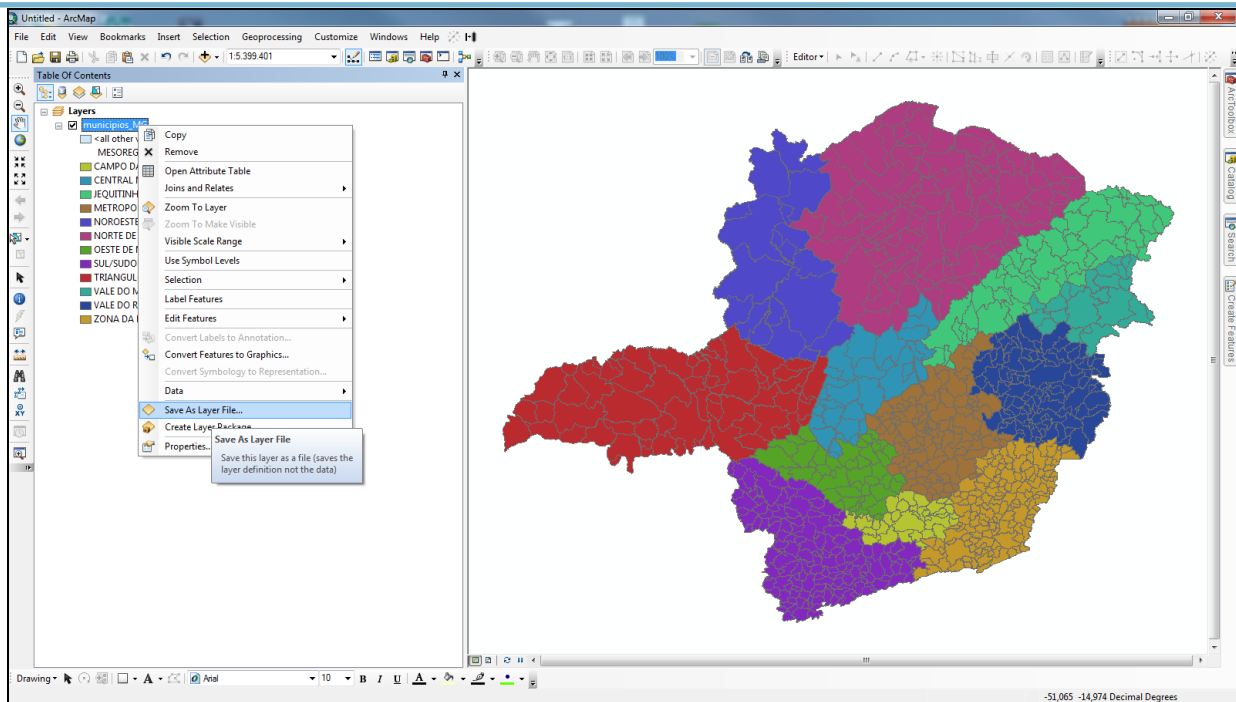 Untitled - ArcMap
File Edit View Bookmarks Insert Selection Geoprocessing Customize Windows Help
1:5.399.401
Editor
Table Of Contents
Layers
municipios_MG
<all other v
MESOREG
CAMPO DA
CENTRAL
JEQUITINH
METROPO
NOROESTE
NORTE DE
OESTE DE
SUL/SUDO
TRIANGUL
VALE DO M
VALE DO R
ZONA DA
Copy
Remove
Open Attribute Table
Joins and Relates
Zoom To Layer
Zoom To Make Visible
Visible Scale Range
Use Symbol Levels
Selection
Label Features
Edit Features
Convert Labels to Annotation...
Convert Features to Graphics...
Convert Symbology to Representation...
Data
Save As Layer File...
Create Layer Package...
Properties...
Save As Layer File
Save this layer as a file (saves the
layer definition not the data)
ArcToolbox
Catalog
Search
Create Features
Drawing
A
Arial
10
B I U A
-51,065 -14,974 Decimal Degrees